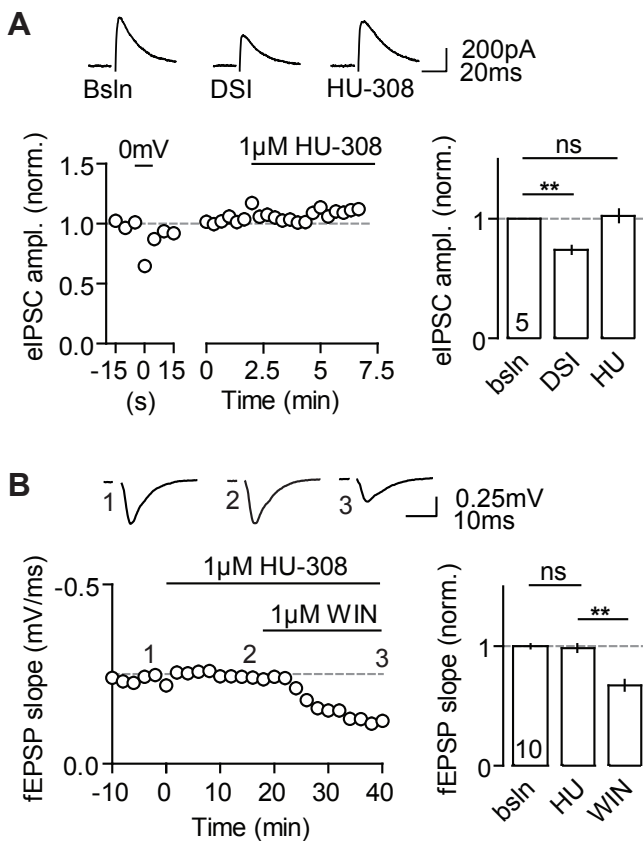 A
Bsln
DSI
HU-308
200pA
20ms
eIPSC ampl. (norm.)
1.5
1.0
0.5
0.0
0mV
1µM HU-308
-15 0 15
(s)
0 2.5 5 7.5
Time (min)
eIPSC ampl. (norm.)
1
0
ns
**
5
bsln
DSI
HU
B
1
2
3
0.25mV
10ms
fEPSP slope (mV/ms)
-0.5
0.0
1µM HU-308
1µM WIN
1
2
3
-10 0 10 20 30 40
Time (min)
fEPSP slope (norm.)
1
0
ns
**
10
bsln
HU
WIN